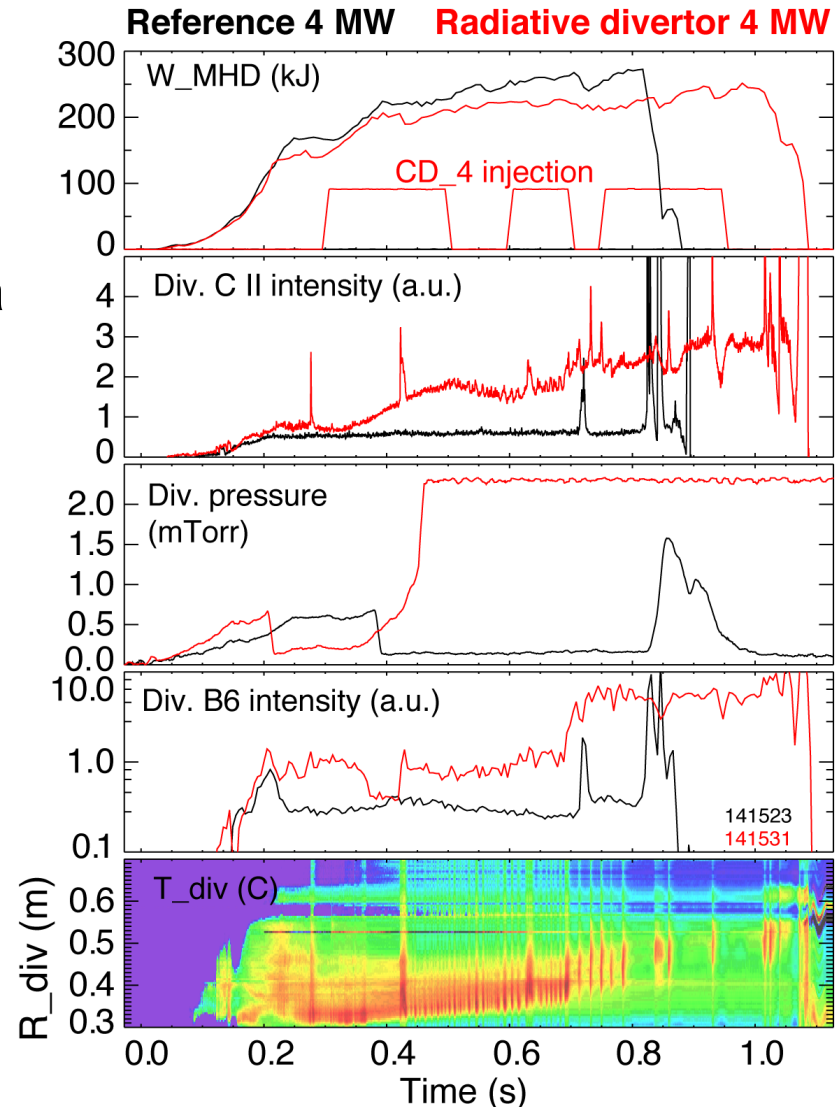 Reference 4 MW Radiative divertor 4 MW
300
W_MHD (kJ)
200
CD_4 injection
100
0
Div. C II intensity (a.u.)
4
3
2
1
0
Div. pressure
(mTorr)
2.0
1.5
1.0
0.5
0.0
10.0
Div. B6 intensity (a.u.)
1.0
141523
141531
0.1
T_div (C)
R_div (m)
0.6
0.5
0.4
0.3
0.0 0.2 0.4 0.6 0.8 1.0
Time (s)